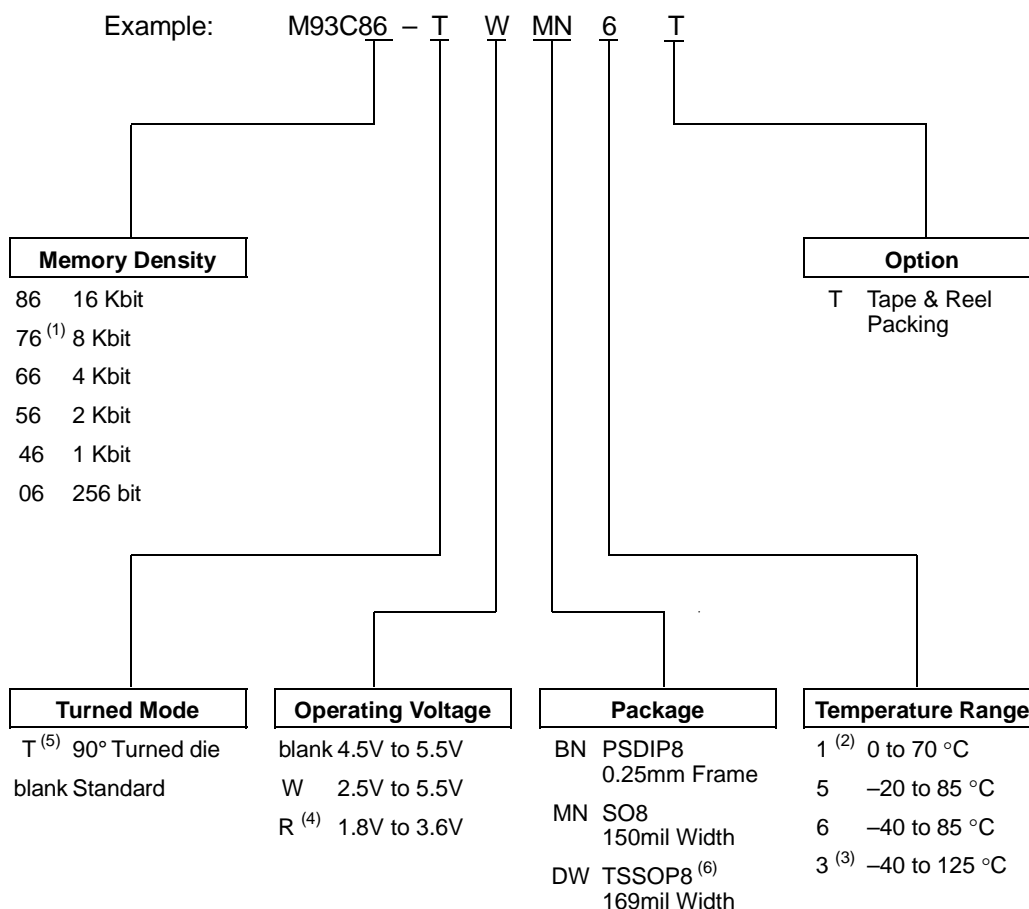 Example: M93C86 – T W MN 6 T
Memory Density
86 16 Kbit
76 (1) 8 Kbit
66 4 Kbit
56 2 Kbit
46 1 Kbit
06 256 bit
Option
T Tape & Reel
Packing
Turned Mode
T (5) 90° Turned die
blank Standard
Operating Voltage
blank 4.5V to 5.5V
W 2.5V to 5.5V
R (4) 1.8V to 3.6V
Package
BN PSDIP8
0.25mm Frame
MN SO8
150mil Width
DW TSSOP8 (6)
169mil Width
Temperature Range
1 (2) 0 to 70 °C
5 –20 to 85 °C
6 –40 to 85 °C
3 (3) –40 to 125 °C